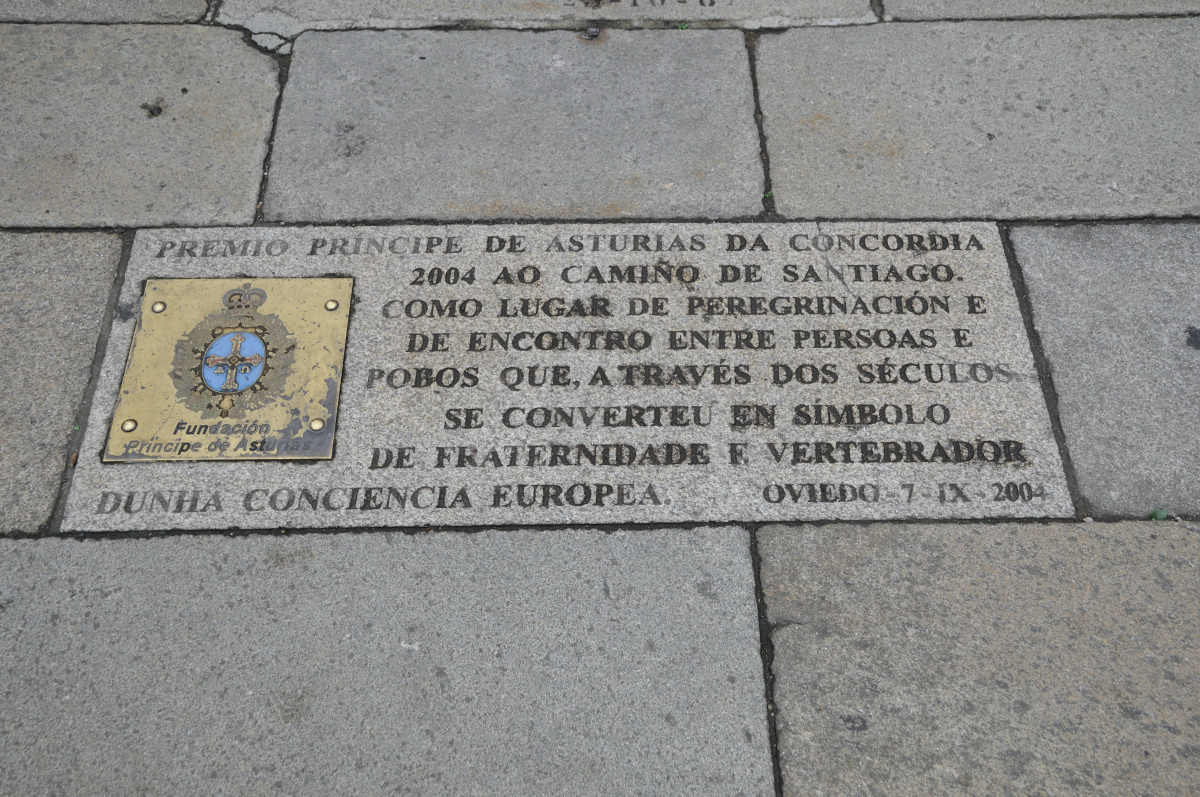 PREMIO PRÍNCIPE DE ASTURIAS DA CONCORDIA
2004 AO CAMIÑO DE SANTIAGO.
COMO LUGAR DE PEREGRINACIÓN E
DE ENCONTRO ENTRE PERSOAS E
POBOS QUE, A TRAVÉS DOS SÉCULOS
SE CONVERTEU EN SÍMBOLO
DE FRATERNIDADE E VERTEBRADOR
DUNHA CONCIENCIA EUROPEA. OVIEDO - 7 - IX - 2004
Fundación
Príncipe de Asturias